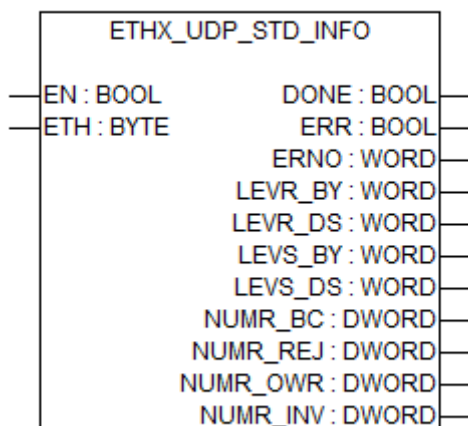 ETHX_UDP_STD_INFO
EN : BOOL DONE : BOOL
ETH : BYTE ERR : BOOL
ERNO : WORD
LEVR_BY : WORD
LEVR_DS : WORD
LEVS_BY : WORD
LEVS_DS : WORD
NUMR_BC : DWORD
NUMR_REJ : DWORD
NUMR_OWR : DWORD
NUMR_INV : DWORD